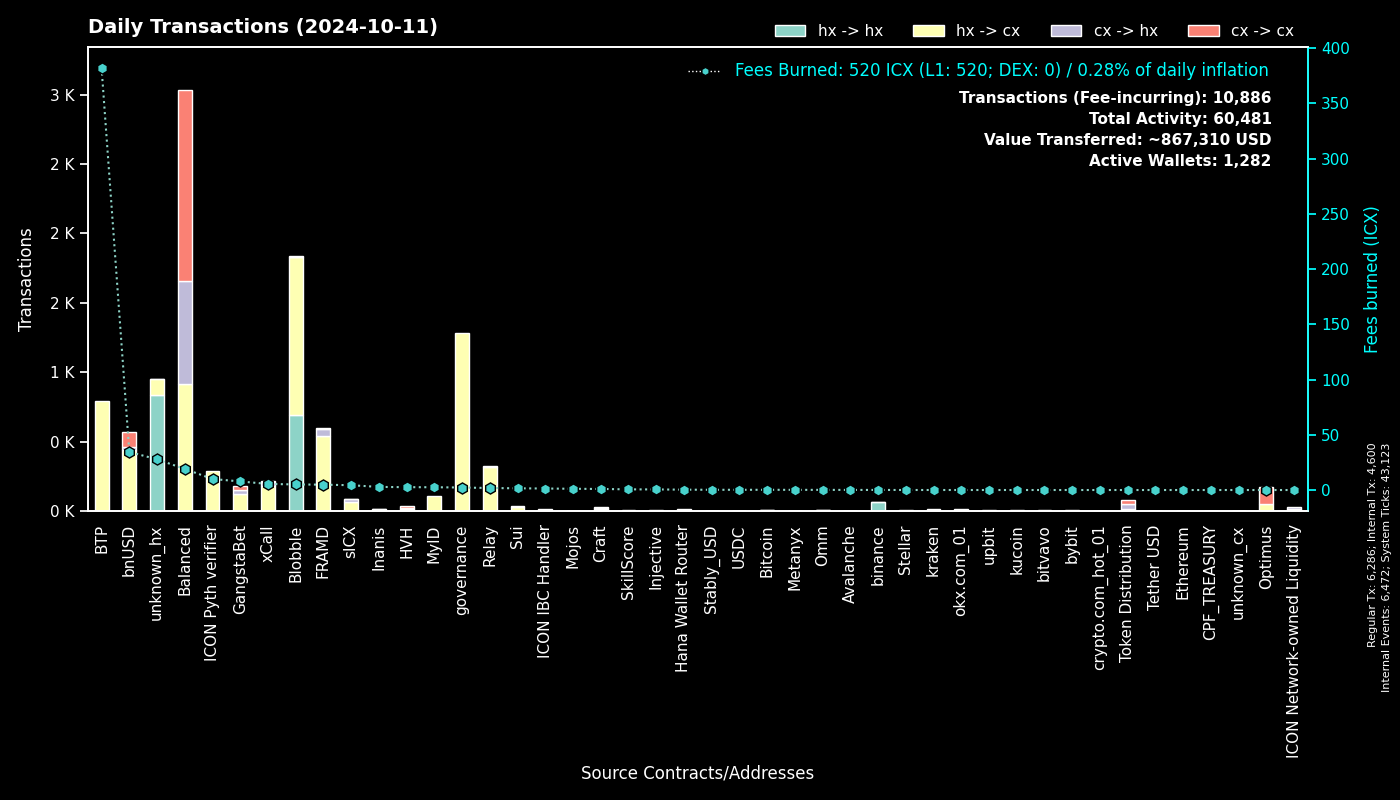 Daily Transactions (2024-10-11)
hx -> hx
hx -> cx
cx -> hx
cx -> cx
Fees Burned: 520 ICX (L1: 520; DEX: 0) / 0.28% of daily inflation
Transactions (Fee-incurring): 10,886
Total Activity: 60,481
Value Transferred: ~867,310 USD
Active Wallets: 1,282
Transactions
3 K
2 K
2 K
2 K
1 K
0 K
0 K
400
350
300
250
200
150
100
50
0
Fees burned (ICX)
BTP
bnUSD
unknown_hx
Balanced
ICON Pyth verifier
GangstaBet
xCall
Blobble
FRAMD
sICX
Inanis
HVH
MyID
governance
Relay
Sui
ICON IBC Handler
Mojos
Craft
SkillScore
Injective
Hana Wallet Router
Stably_USD
USDC
Bitcoin
Metanyx
Omm
Avalanche
binance
Stellar
kraken
okx.com_01
upbit
kucoin
bitvavo
bybit
crypto.com_hot_01
Token Distribution
Tether USD
Ethereum
CPF_TREASURY
unknown_cx
Optimus
ICON Network-owned Liquidity
Source Contracts/Addresses
Regular Tx: 6,286; Internal Tx: 4,600
Internal Events: 6,472; System Ticks: 43,123